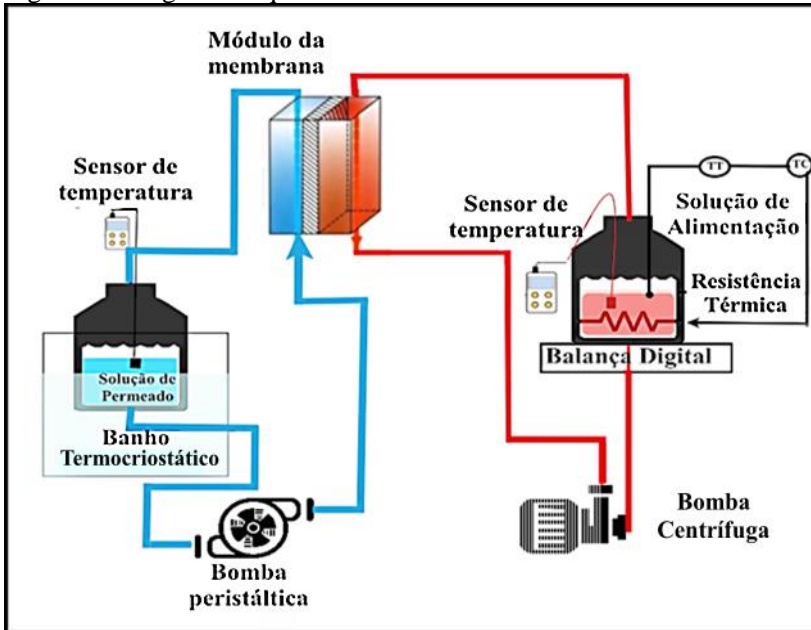 Módulo da
membrana
Sensor de
temperatura
TT
TC
Solução de
Alimentação
Sensor de
temperatura
Resistência
Térmica
Balança Digital
Solução de
Permeado
Banho
Termocriostático
Bomba
Centrífuga
Bomba
peristáltica